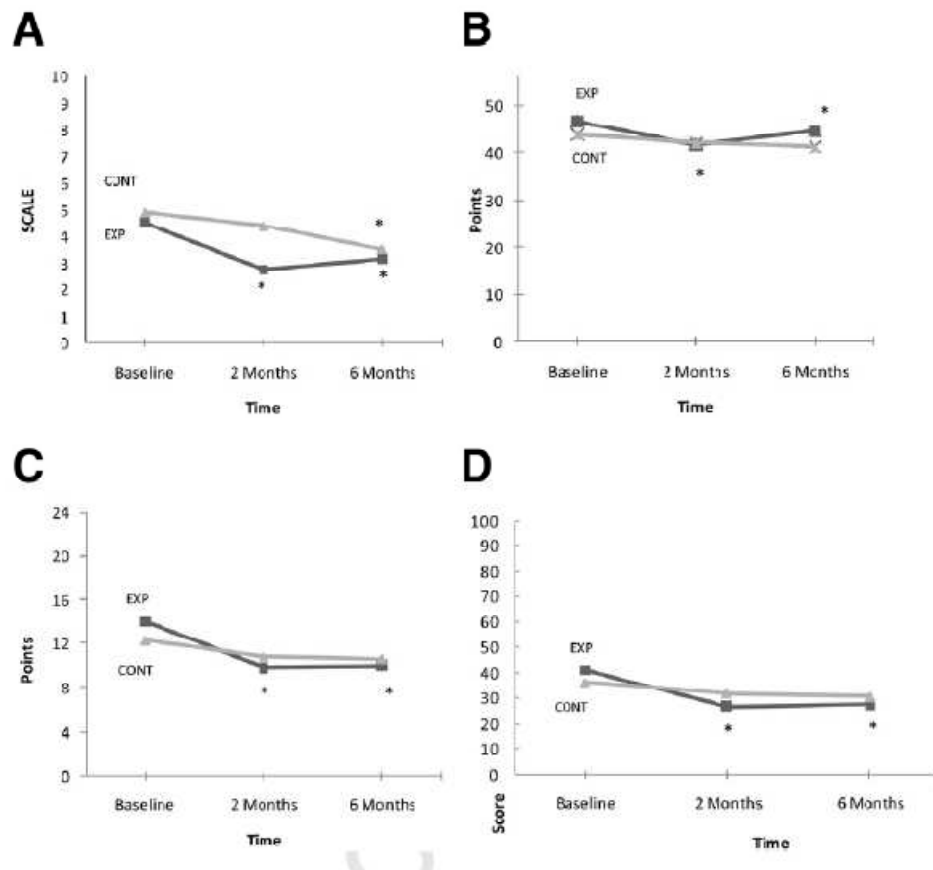 A
10
9
8
7
6
5
4
3
2
1
0
SCALE
CONT
EXP
*
*
*
Baseline
2 Months
6 Months
Time
B
50
40
30
20
10
0
Points
EXP
CONT
*
*
Baseline
2 Months
6 Months
Time
C
24
20
16
12
8
4
0
Points
EXP
CONT
*
*
Baseline
2 Months
6 Months
Time
D
100
90
80
70
60
50
40
30
20
10
0
Score
EXP
CONT
*
*
Baseline
2 Months
6 Months
Time